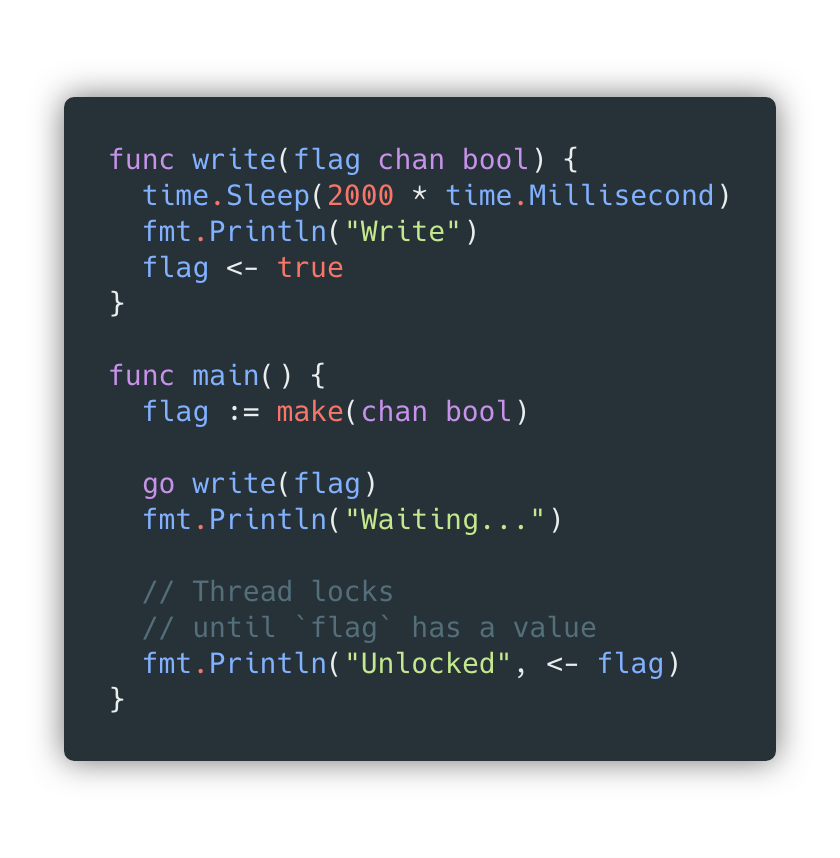 func write(flag chan bool) {
  time.Sleep(2000 * time.Millisecond)
  fmt.Println("Write")
  flag <- true
}

func main() {
  flag := make(chan bool)

  go write(flag)
  fmt.Println("Waiting...")

  // Thread locks
  // until `flag` has a value
  fmt.Println("Unlocked", <- flag)
}